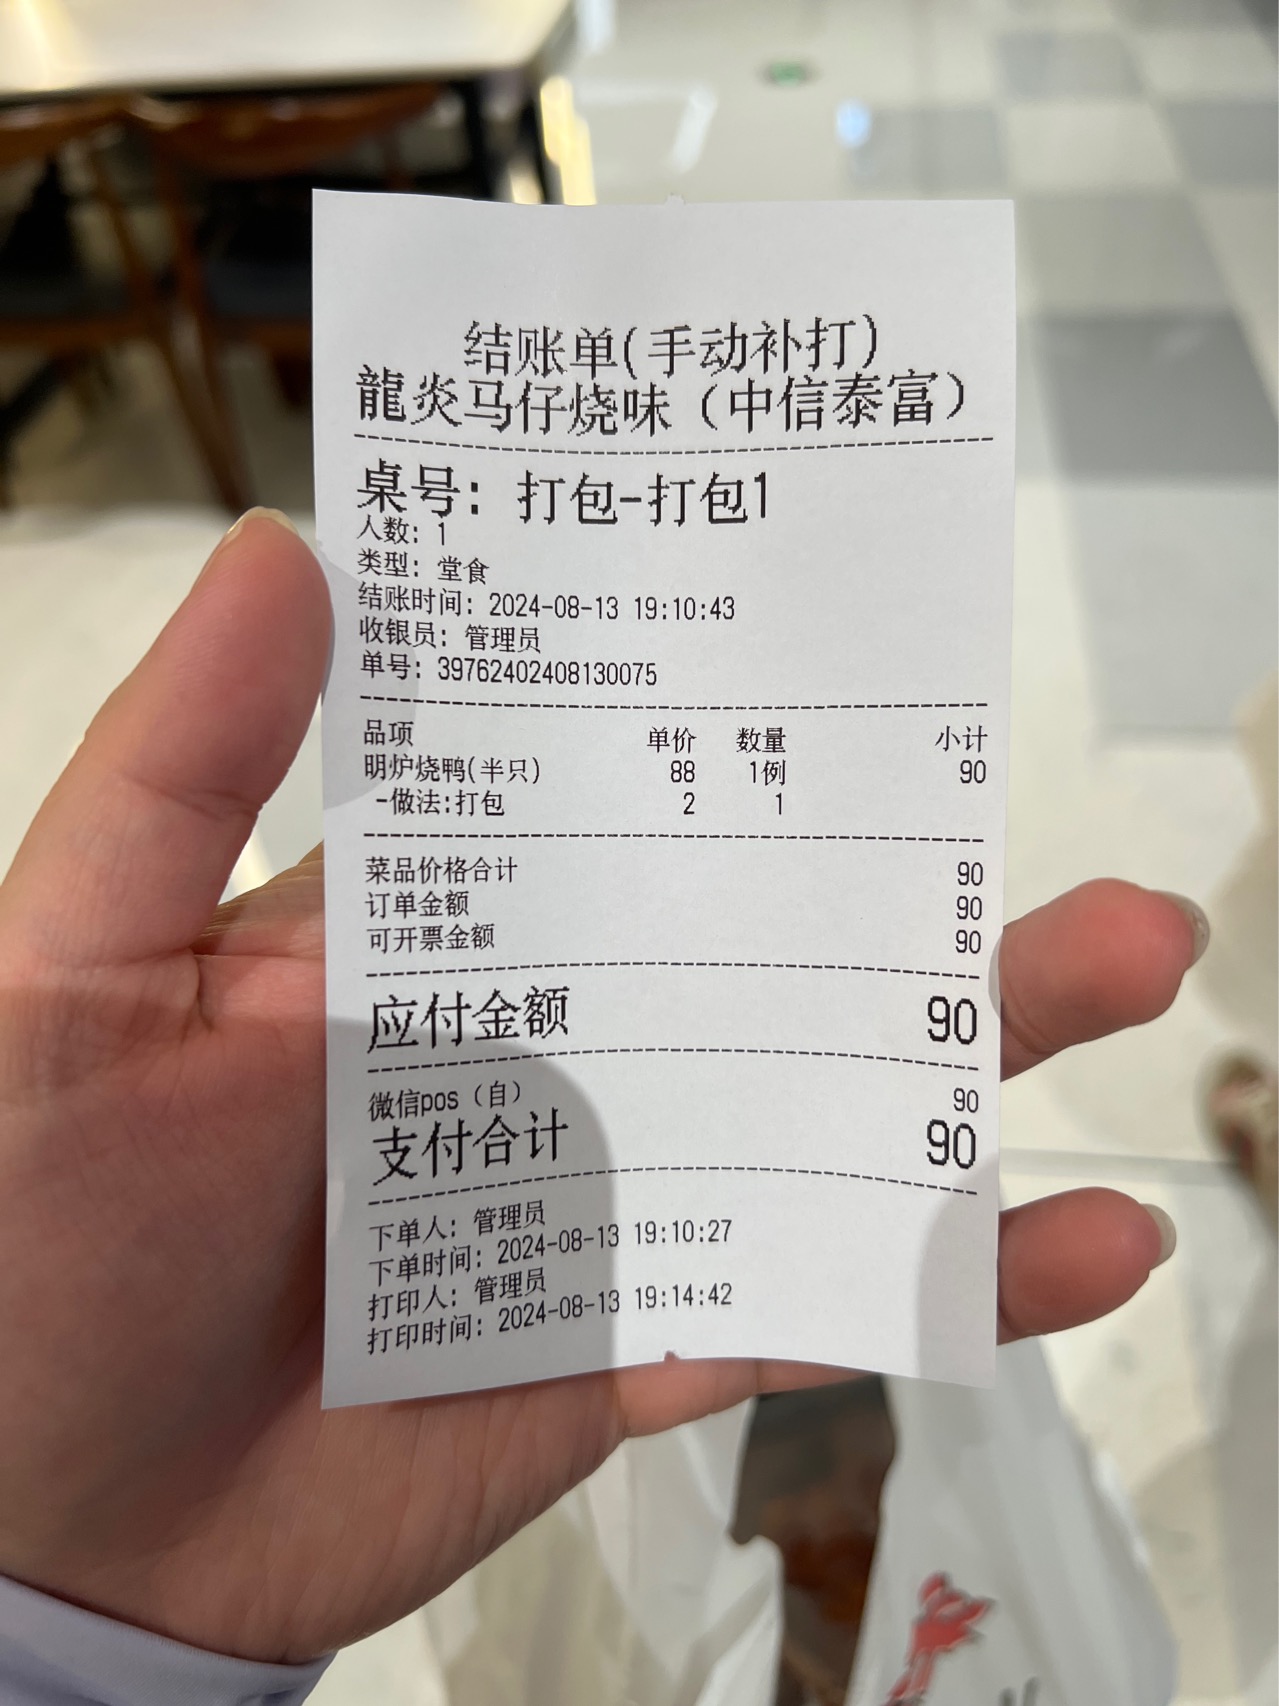 结账单(手动补打)
龍炎马仔烧味（中信泰富）
桌号: 打包-打包1
人数: 1
类型: 堂食
结账时间: 2024-08-13 19:10:43
收银员: 管理员
单号: 39762402408130075
品项 单价 数量 小计
明炉烧鸭(半只) 88 1例 90
-做法:打包 2 1
菜品价格合计 90
订单金额 90
可开票金额 90
应付金额 90
微信pos（自） 90
支付合计 90
下单人: 管理员
下单时间: 2024-08-13 19:10:27
打印人: 管理员
打印时间: 2024-08-13 19:14:42